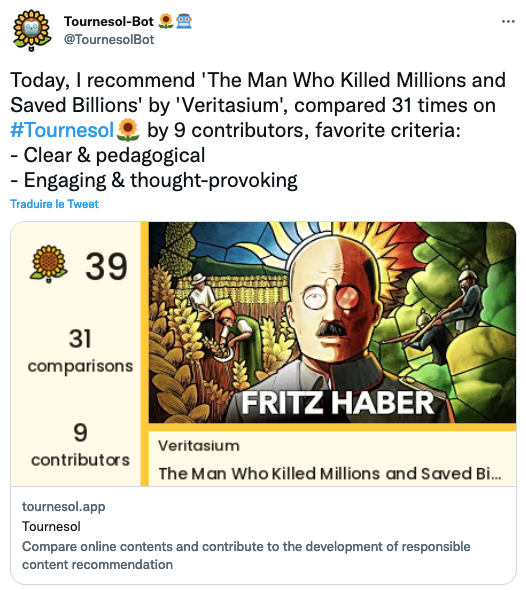 Tournesol-Bot 🌻🤖
@TournesolBot
Today, I recommend 'The Man Who Killed Millions and
Saved Billions' by 'Veritasium', compared 31 times on
#Tournesol🌻 by 9 contributors, favorite criteria:
- Clear & pedagogical
- Engaging & thought-provoking
Traduire le Tweet
39
31
comparisons
9
contributors
FRITZ HABER
Veritasium
The Man Who Killed Millions and Saved Bi...
tournesol.app
Tournesol
Compare online contents and contribute to the development of responsible
content recommendation